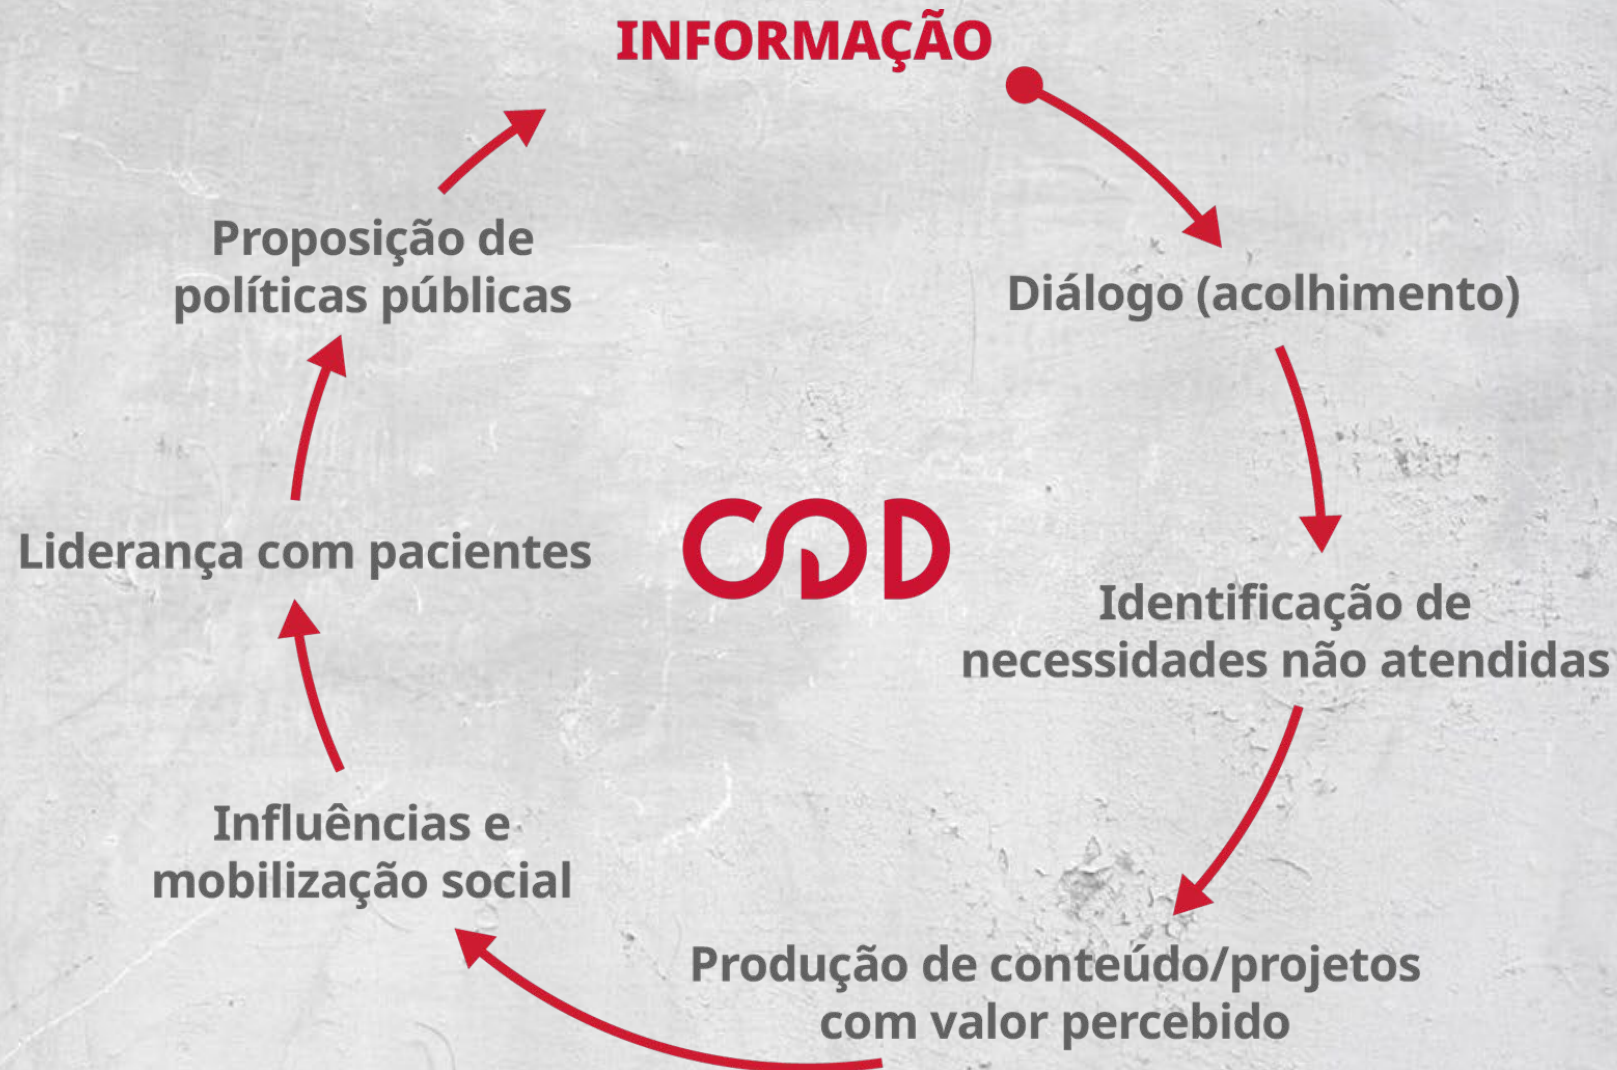 INFORMAÇÃO
Diálogo (acolhimento)
Identificação de
necessidades não atendidas
Produção de conteúdo/projetos
com valor percebido
Influências e
mobilização social
Liderança com pacientes
Proposição de
políticas públicas
CDD